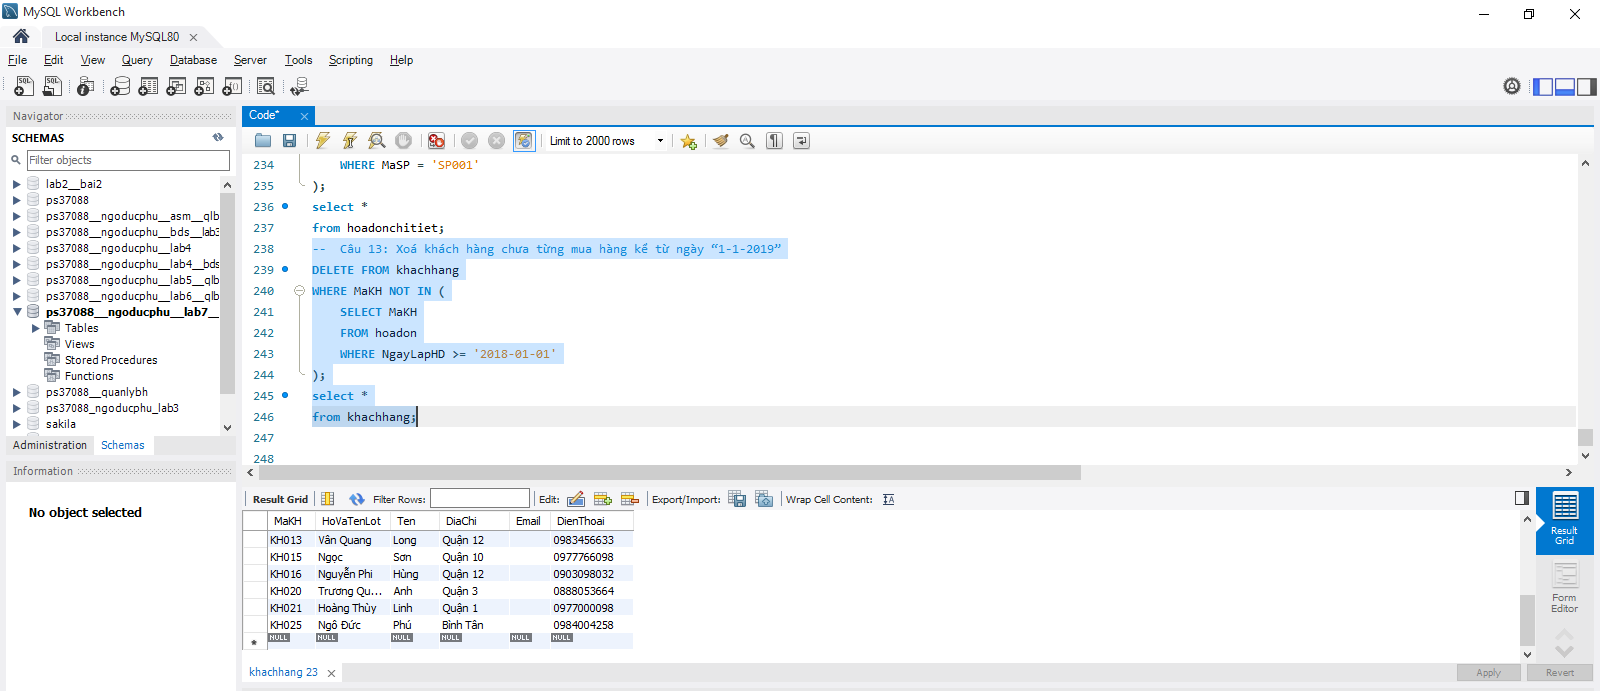 MySQL Workbench
Local instance MySQL80
File Edit View Query Database Server Tools Scripting Help
Navigator
SCHEMAS
Filter objects
lab2__bai2
ps37088
ps37088__ngoducphu__asm__qlb
ps37088__ngoducphu__bds__lab3
ps37088__ngoducphu__lab4
ps37088__ngoducphu__lab4__bds
ps37088__ngoducphu__lab5__qlb
ps37088__ngoducphu__lab6__qlb
ps37088__ngoducphu__lab7__
Tables
Views
Stored Procedures
Functions
ps37088__quanlybh
ps37088_ngoducphu_lab3
sakila
Administration Schemas
Information
No object selected
Code*
Limit to 2000 rows
234 WHERE MaSP = 'SP001'
235 );
236 select *
237 from hoadonchitiet;
238 -- Câu 13: Xoá khách hàng chưa từng mua hàng kể từ ngày “1-1-2019”
239 DELETE FROM khachhang
240 WHERE MaKH NOT IN (
241 SELECT MaKH
242 FROM hoadon
243 WHERE NgayLapHD >= '2018-01-01'
244 );
245 select *
246 from khachhang;
247
248
Result Grid Filter Rows: Edit: Export/Import: Wrap Cell Content:
MaKH HoVaTenLot Ten DiaChi Email DienThoai
KH013 Vân Quang Long Quận 12 0983456633
KH015 Ngọc Sơn Quận 10 0977766098
KH016 Nguyễn Phi Hùng Quận 12 0903098032
KH020 Trương Qu... Anh Quận 3 0888053664
KH021 Hoàng Thùy Linh Quận 1 0977000098
KH025 Ngô Đức Phú Bình Tân 0984004258
NULL NULL NULL NULL NULL NULL
Result Grid
Form Editor
khachhang 23
Apply Revert